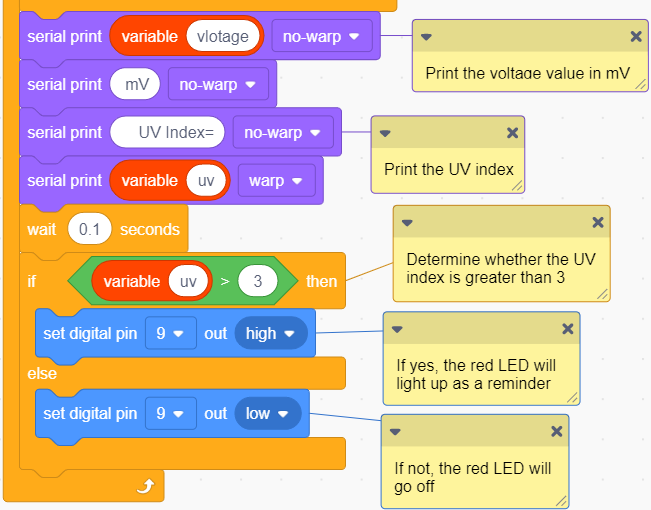 serial print variable vlotage no-warp
Print the voltage value in mV
serial print mV no-warp
serial print UV Index= no-warp
Print the UV index
serial print variable uv warp
wait 0.1 seconds
Determine whether the UV
index is greater than 3
if variable uv > 3 then
set digital pin 9 out high
If yes, the red LED will
light up as a reminder
else
set digital pin 9 out low
If not, the red LED will
go off